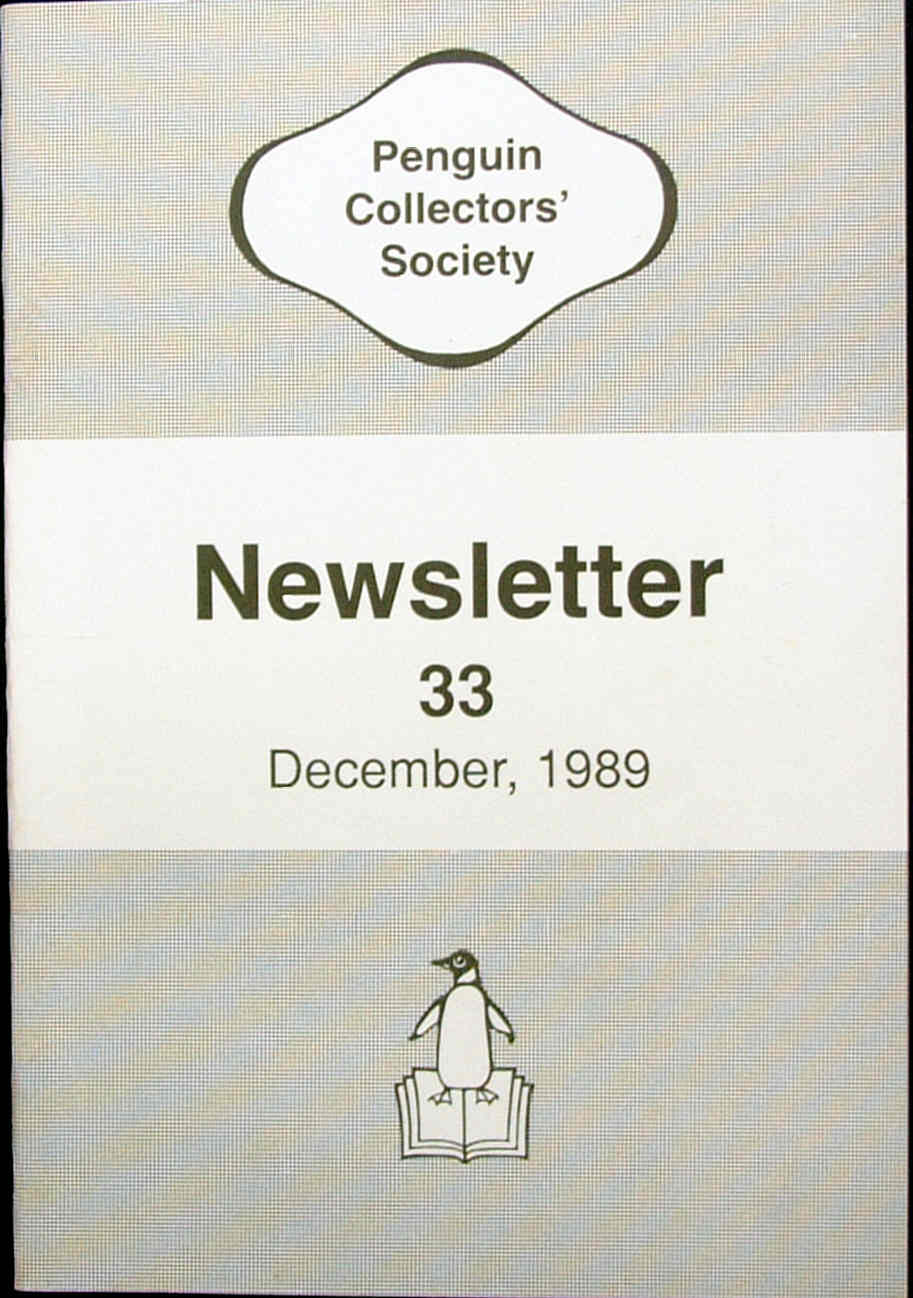 Penguin
Collectors'
Society
Newsletter
33
December, 1989